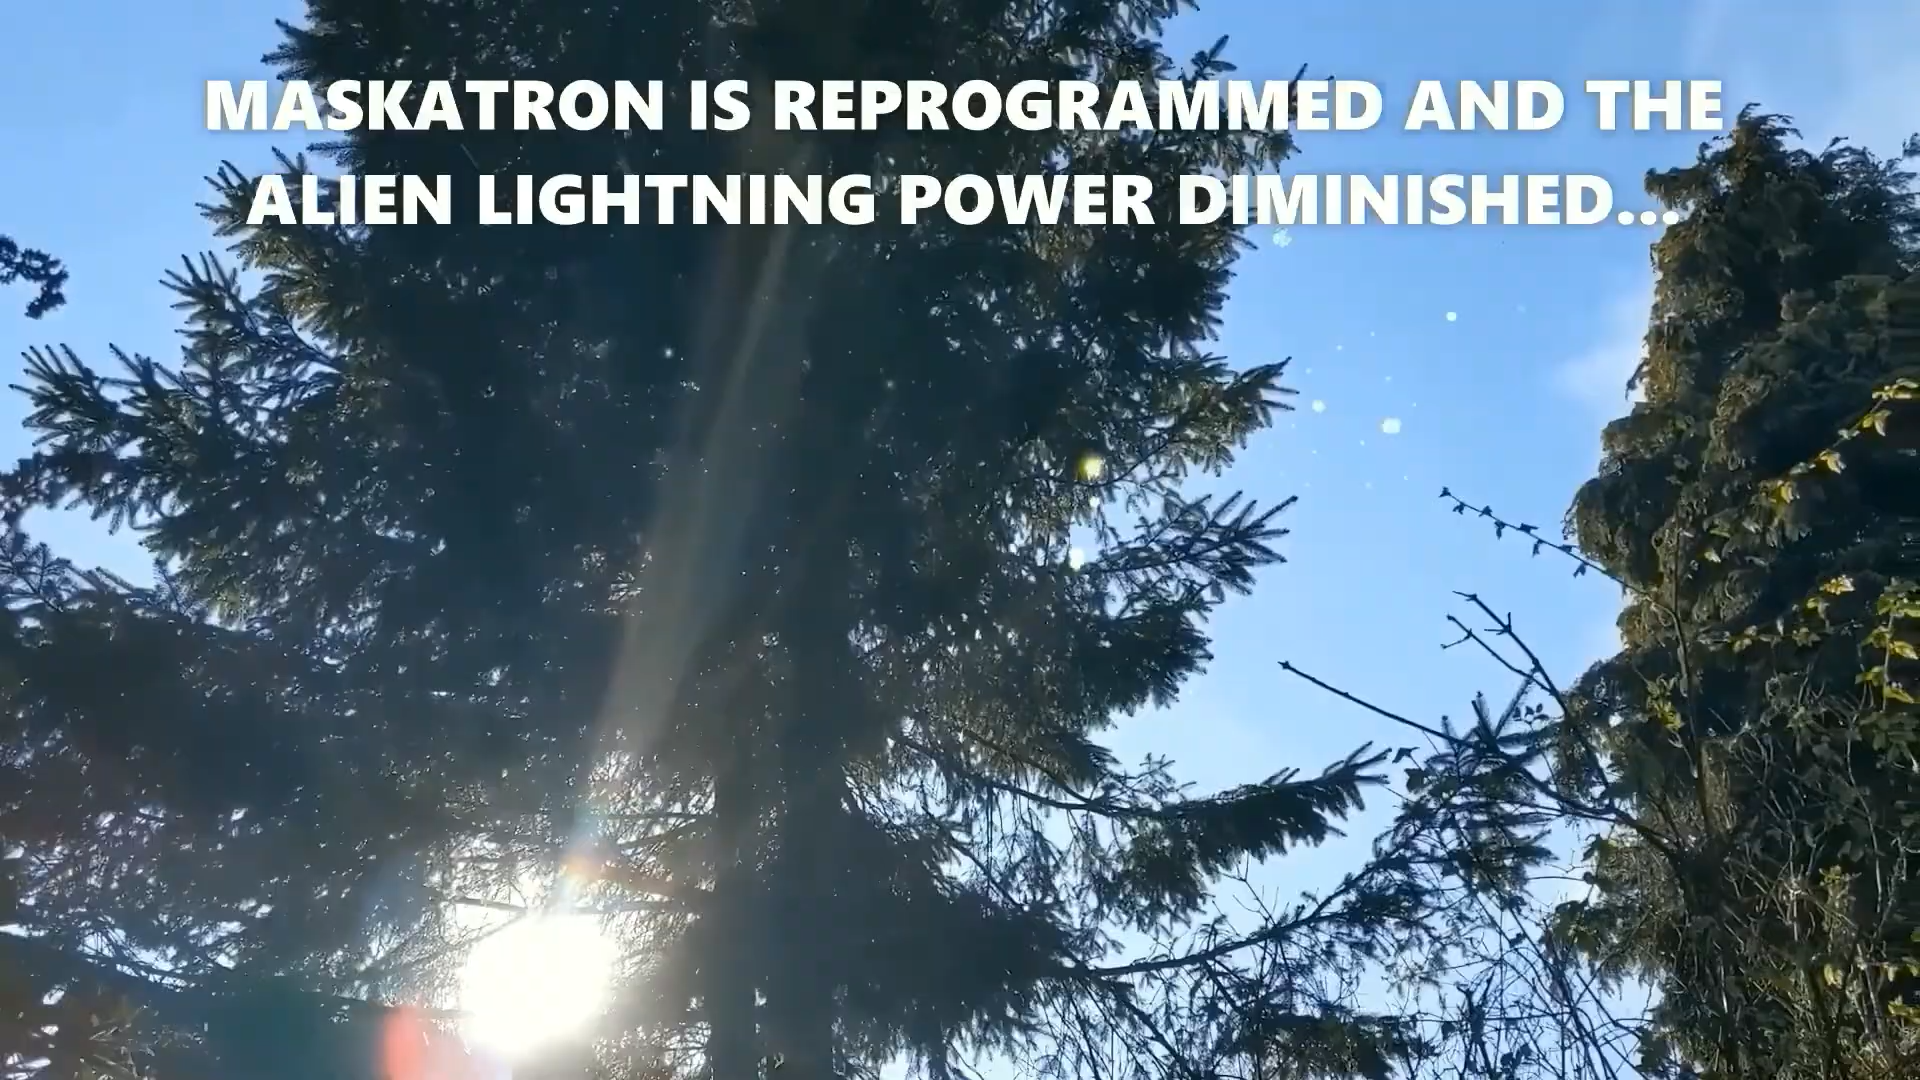 MASKATRON IS REPROGRAMMED AND THE
ALIEN LIGHTNING POWER DIMINISHED...